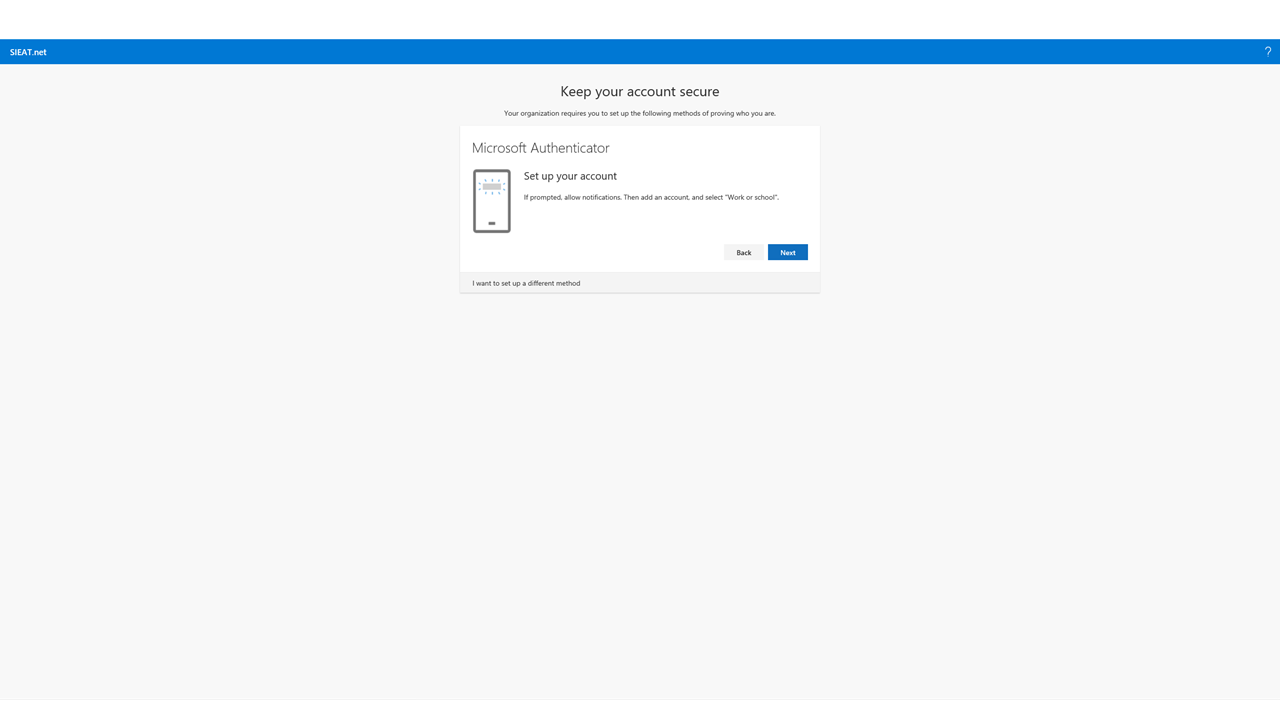 SIEAT.net
?
Keep your account secure
Your organization requires you to set up the following methods of proving who you are.
Microsoft Authenticator
Set up your account
If prompted, allow notifications. Then add an account, and select "Work or school".
Back
Next
I want to set up a different method